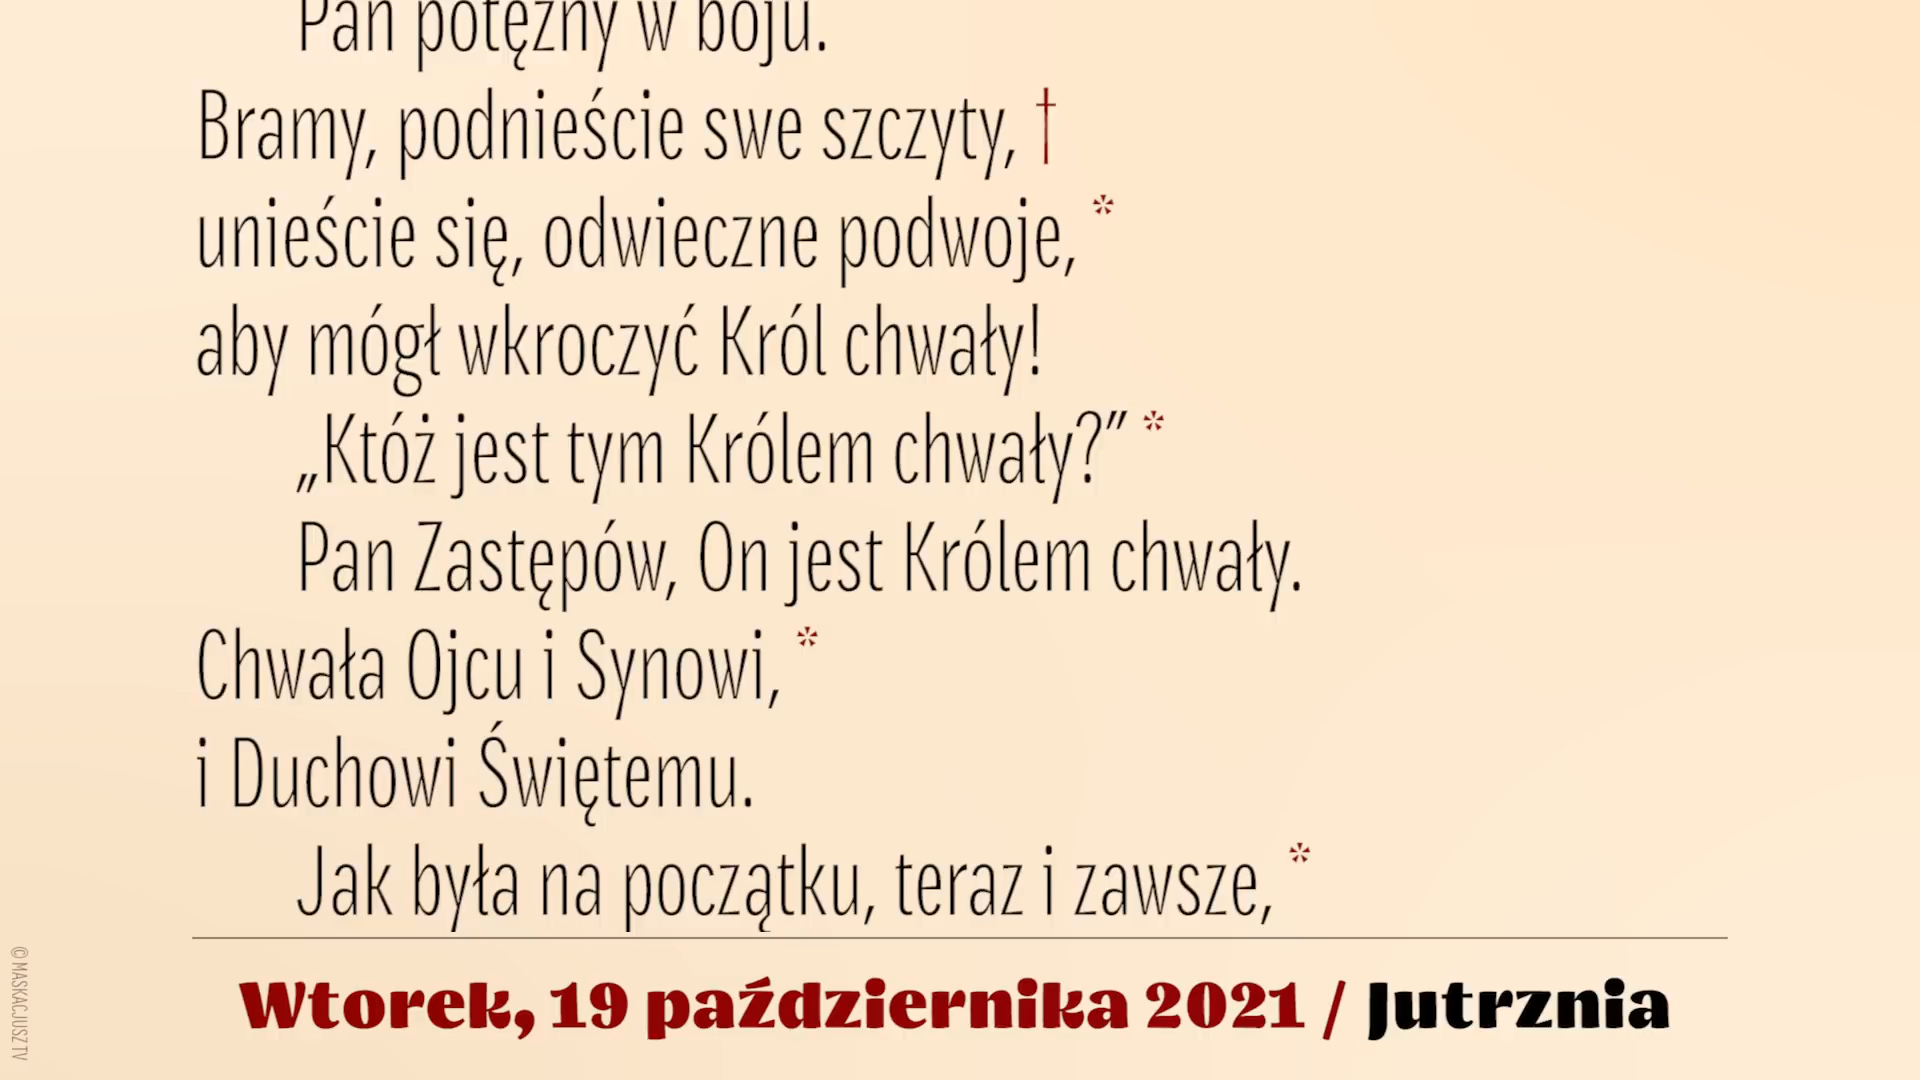 Pan potężny w boju.
Bramy, podnieście swe szczyty, †
unieście się, odwieczne podwoje, *
aby mógł wkroczyć Król chwały!
„Któż jest tym Królem chwały?” *
Pan Zastępów, On jest Królem chwały.
Chwała Ojcu i Synowi, *
i Duchowi Świętemu.
Jak była na początku, teraz i zawsze, *
Wtorek, 19 października 2021 / Jutrznia
© MASKACJUSZ TV